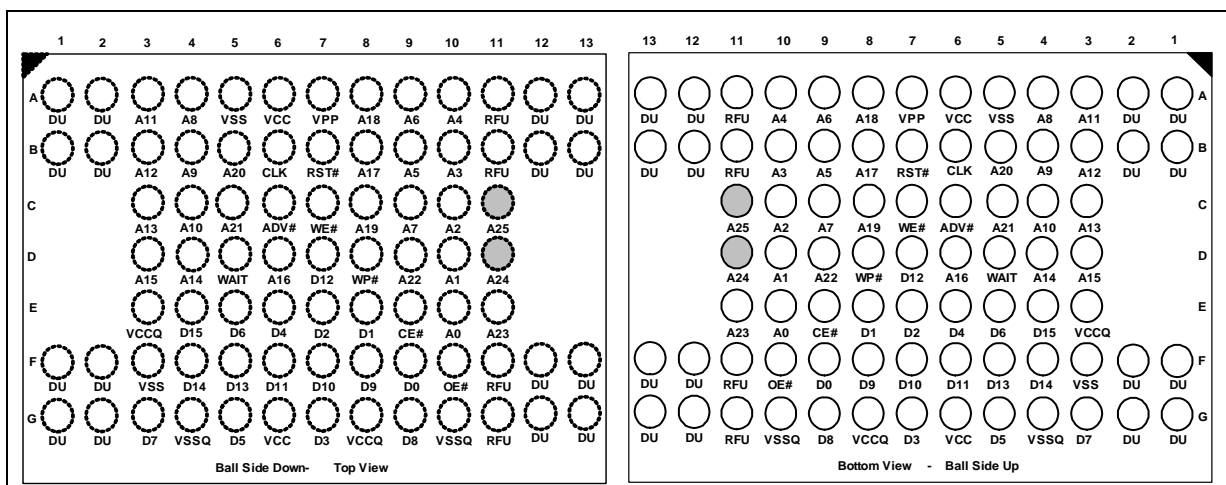 1 2 3 4 5 6 7 8 9 10 11 12 13
A
DU DU A11 A8 VSS VCC VPP A18 A6 A4 RFU DU DU
B
DU DU A12 A9 A20 CLK RST# A17 A5 A3 RFU DU DU
C
A13 A10 A21 ADV# WE# A19 A7 A2 A25
D
A15 A14 WAIT A16 D12 WP# A22 A1 A24
E
VCCQ D15 D6 D4 D2 D1 CE# A0 A23
F
DU DU VSS D14 D13 D11 D10 D9 D0 OE# RFU DU DU
G
DU DU D7 VSSQ D5 VCC D3 VCCQ D8 VSSQ RFU DU DU
Ball Side Down- Top View
13 12 11 10 9 8 7 6 5 4 3 2 1
A
DU DU RFU A4 A6 A18 VPP VCC VSS A8 A11 DU DU
B
DU DU RFU A3 A5 A17 RST# CLK A20 A9 A12 DU DU
C
A25 A2 A7 A19 WE# ADV# A21 A10 A13
D
A24 A1 A22 WP# D12 A16 WAIT A14 A15
E
A23 A0 CE# D1 D2 D4 D6 D15 VCCQ
F
DU DU RFU OE# D0 D9 D10 D11 D13 D14 VSS DU DU
G
DU DU RFU VSSQ D8 VCCQ D3 VCC D5 VSSQ D7 DU DU
Bottom View - Ball Side Up